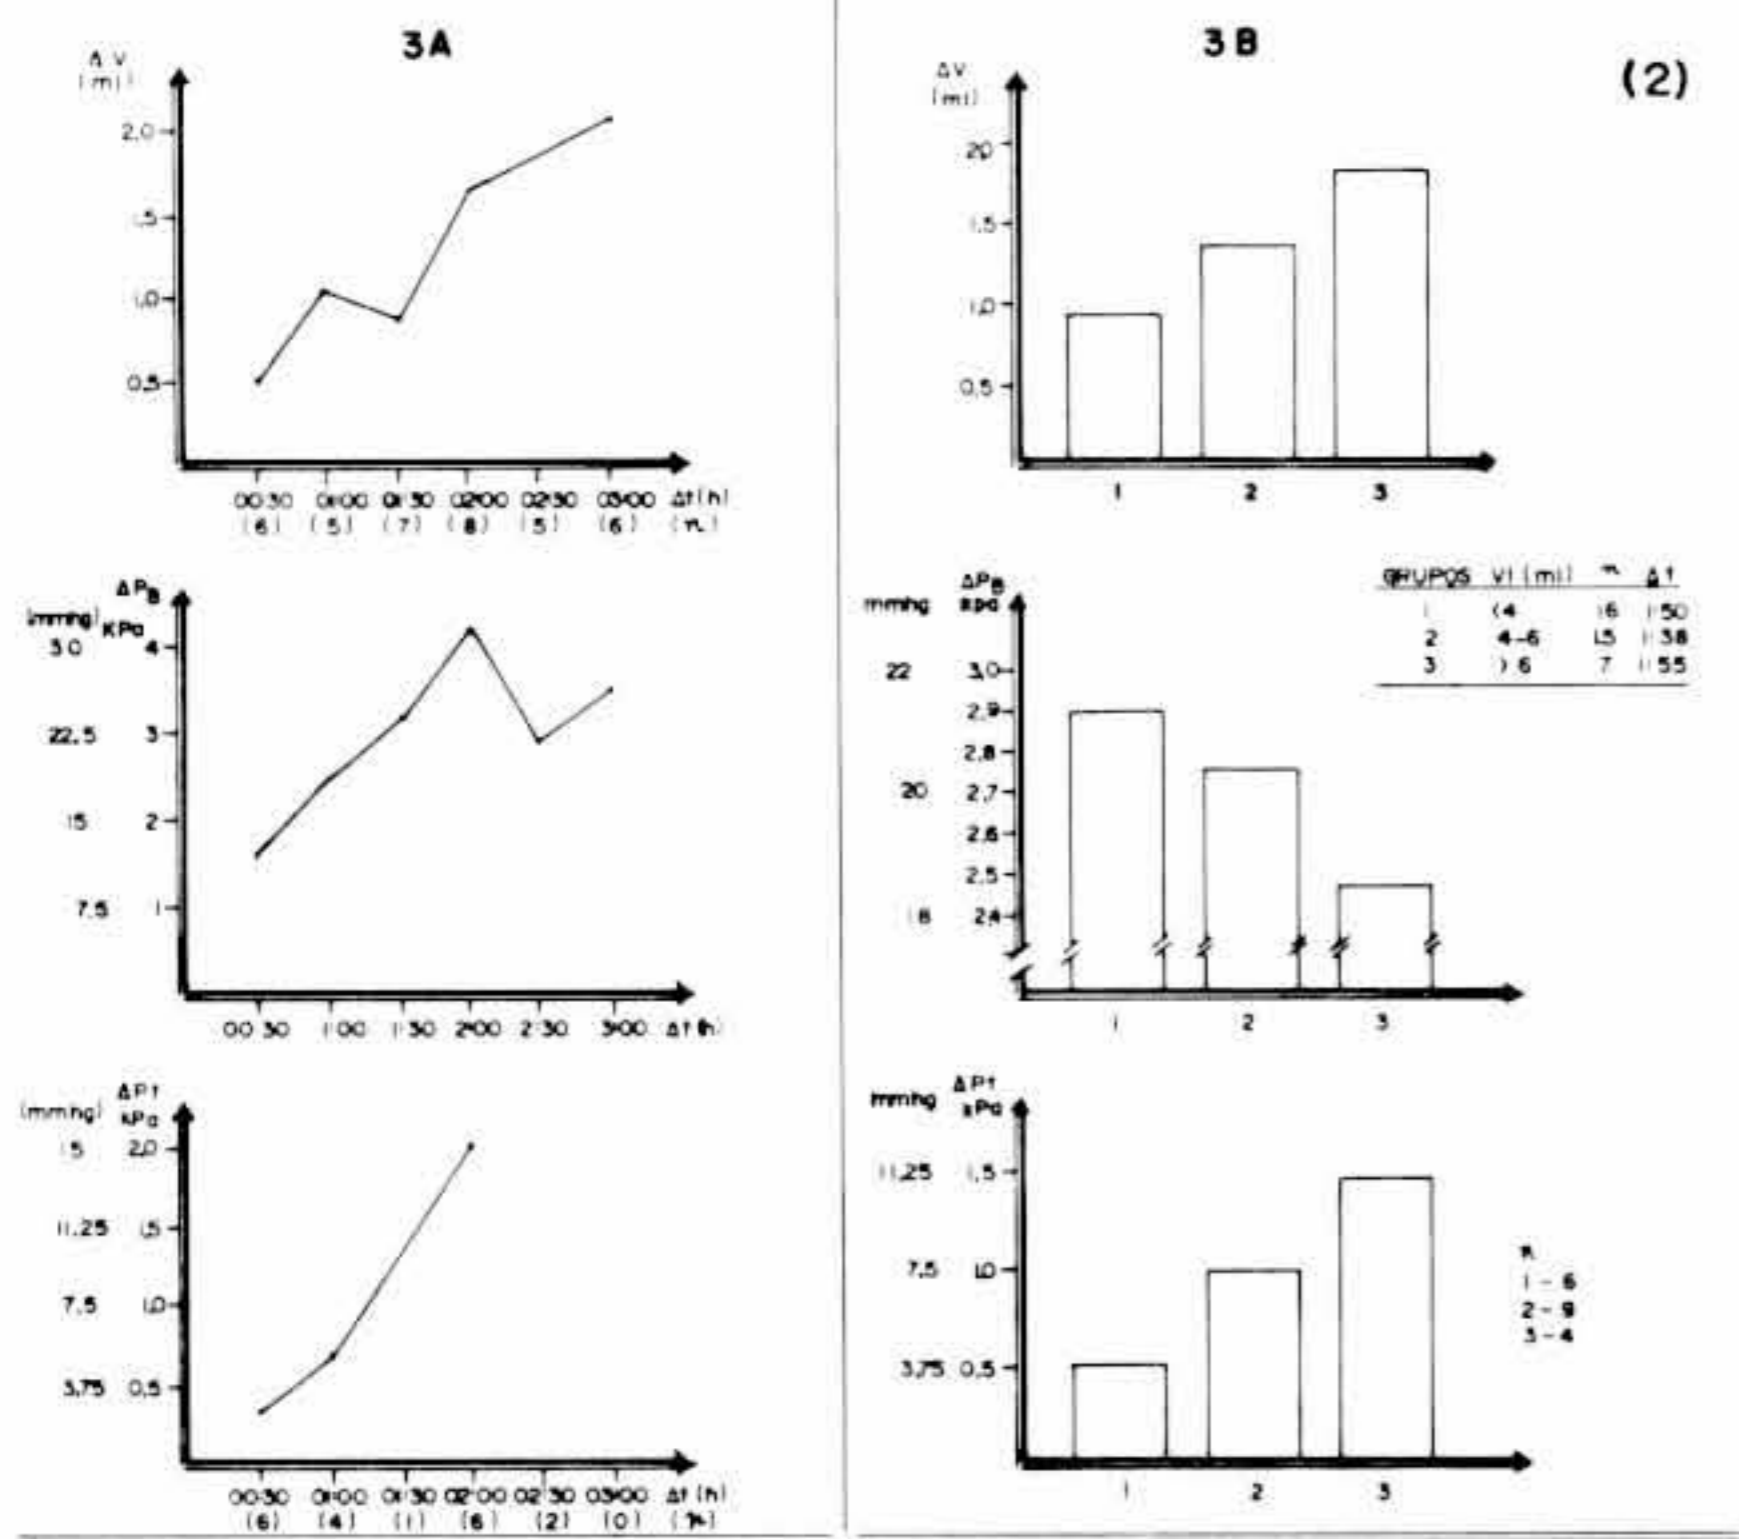 3A
ΔV
(ml)
2,0
1,5
1,0
0,5
00:30 01:00 01:30 02:00 02:30 03:00 Δt(h)
(6) (5) (7) (8) (5) (6) (n)
ΔPB
(mmhg) KPa
30 4
22.5 3
15 2
7.5 1
00:30 1:00 1:30 2:00 2:30 3:00 Δt(h)
ΔPt
(mmhg) kPa
15 2,0
11.25 1,5
7.5 1,0
3,75 0,5
00:30 01:00 01:30 02:00 02:30 03:00 Δt(h)
(6) (4) (1) (6) (2) (0) (n)
3B
(2)
ΔV
(ml)
20
1,5
1,0
0,5
1 2 3
GRUPOS Vt (ml) n Δt
1 (4 16 1:50
2 4-6 15 1:38
3 )6 7 1:55
ΔPB
mmhg kpa
22 3,0
2,9
2,8
20 2,7
2,6
2,5
18 2,4
1 2 3
ΔPt
mmhg kPa
11,25 1,5
7,5 1,0
3,75 0,5
n
1-6
2-9
3-4
1 2 3